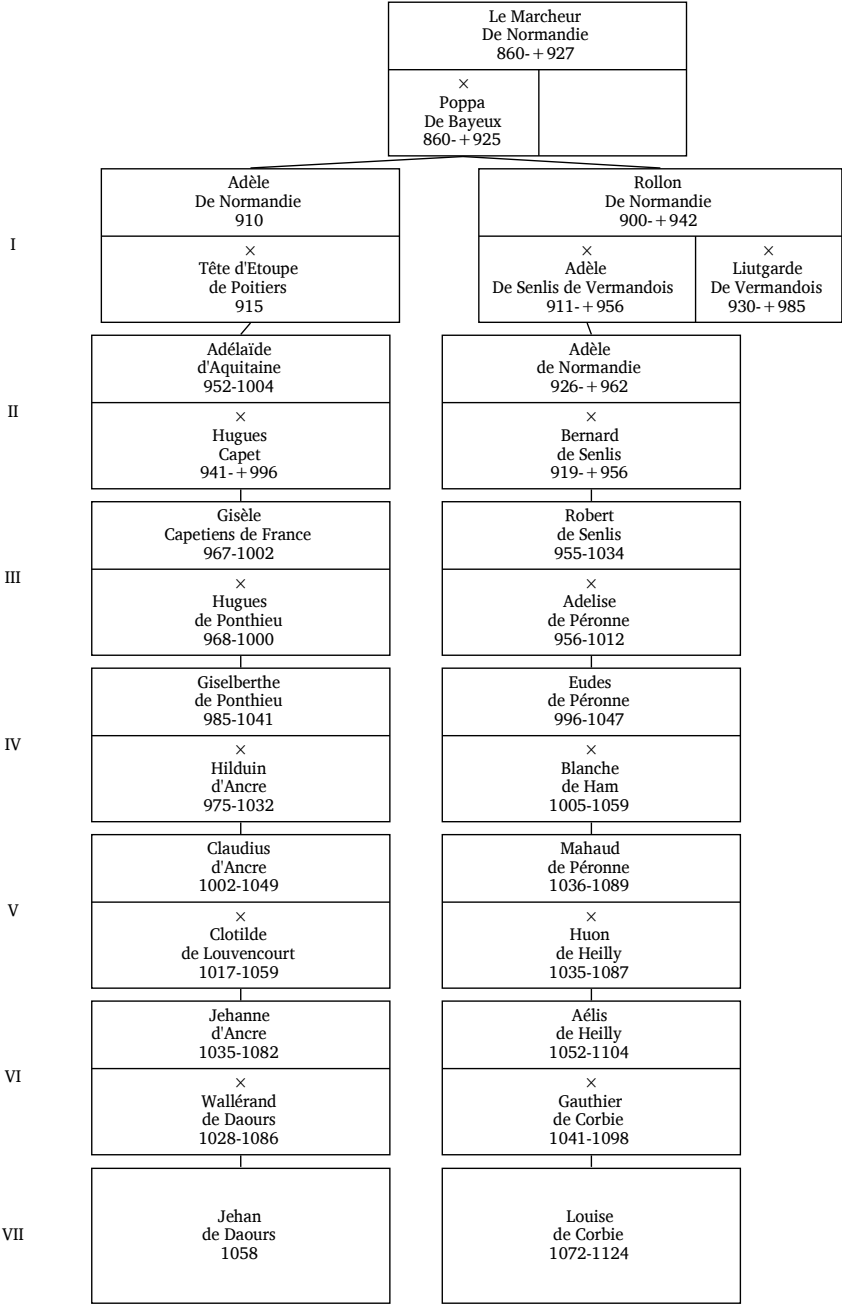 Le Marcheur
De Normandie
860-+927
×
Poppa
De Bayeux
860-+925
I
Adèle
De Normandie
910
×
Tête d'Etoupe
de Poitiers
915
Rollon
De Normandie
900-+942
×
Adèle
De Senlis de Vermandois
911-+956
×
Liutgarde
De Vermandois
930-+985
II
Adélaïde
d'Aquitaine
952-1004
×
Hugues
Capet
941-+996
Adèle
de Normandie
926-+962
×
Bernard
de Senlis
919-+956
III
Gisèle
Capetiens de France
967-1002
×
Hugues
de Ponthieu
968-1000
Robert
de Senlis
955-1034
×
Adelise
de Péronne
956-1012
IV
Giselberthe
de Ponthieu
985-1041
×
Hilduin
d'Ancre
975-1032
Eudes
de Péronne
996-1047
×
Blanche
de Ham
1005-1059
V
Claudius
d'Ancre
1002-1049
×
Clotilde
de Louvencourt
1017-1059
Mahaud
de Péronne
1036-1089
×
Huon
de Heilly
1035-1087
VI
Jehanne
d'Ancre
1035-1082
×
Wallérand
de Daours
1028-1086
Aélis
de Heilly
1052-1104
×
Gauthier
de Corbie
1041-1098
VII
Jehan
de Daours
1058
Louise
de Corbie
1072-1124